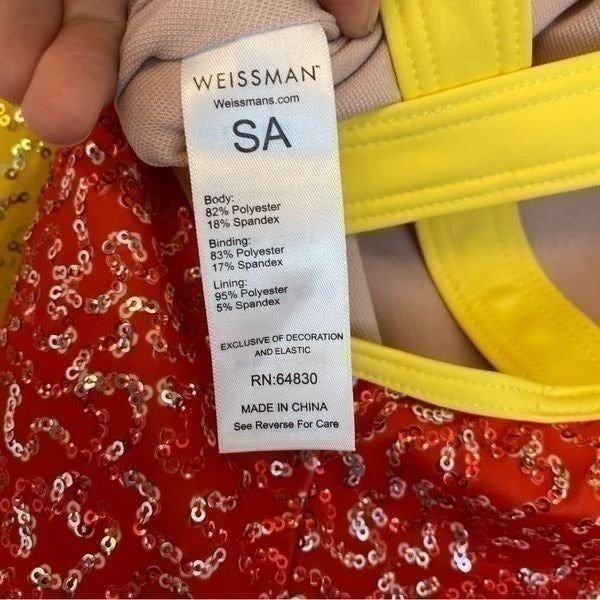 WEISSMAN™
Weissmans.com
SA
Body:
82% Polyester
18% Spandex
Binding:
83% Polyester
17% Spandex
Lining:
95% Polyester
5% Spandex
EXCLUSIVE OF DECORATION
AND ELASTIC
RN:64830
MADE IN CHINA
See Reverse For Care